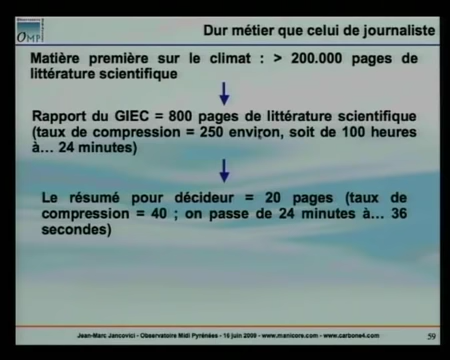 OMP
Dur métier que celui de journaliste
Matière première sur le climat : > 200.000 pages de
littérature scientifique
Rapport du GIEC = 800 pages de littérature scientifique
(taux de compression = 250 environ, soit de 100 heures
à... 24 minutes)
Le résumé pour décideur = 20 pages (taux de
compression = 40 ; on passe de 24 minutes à... 36
secondes)
Jean-Marc Jancovici - Observatoire Midi Pyrénées - 16 juin 2009 - www.manicore.com - www.carbone4.com
59